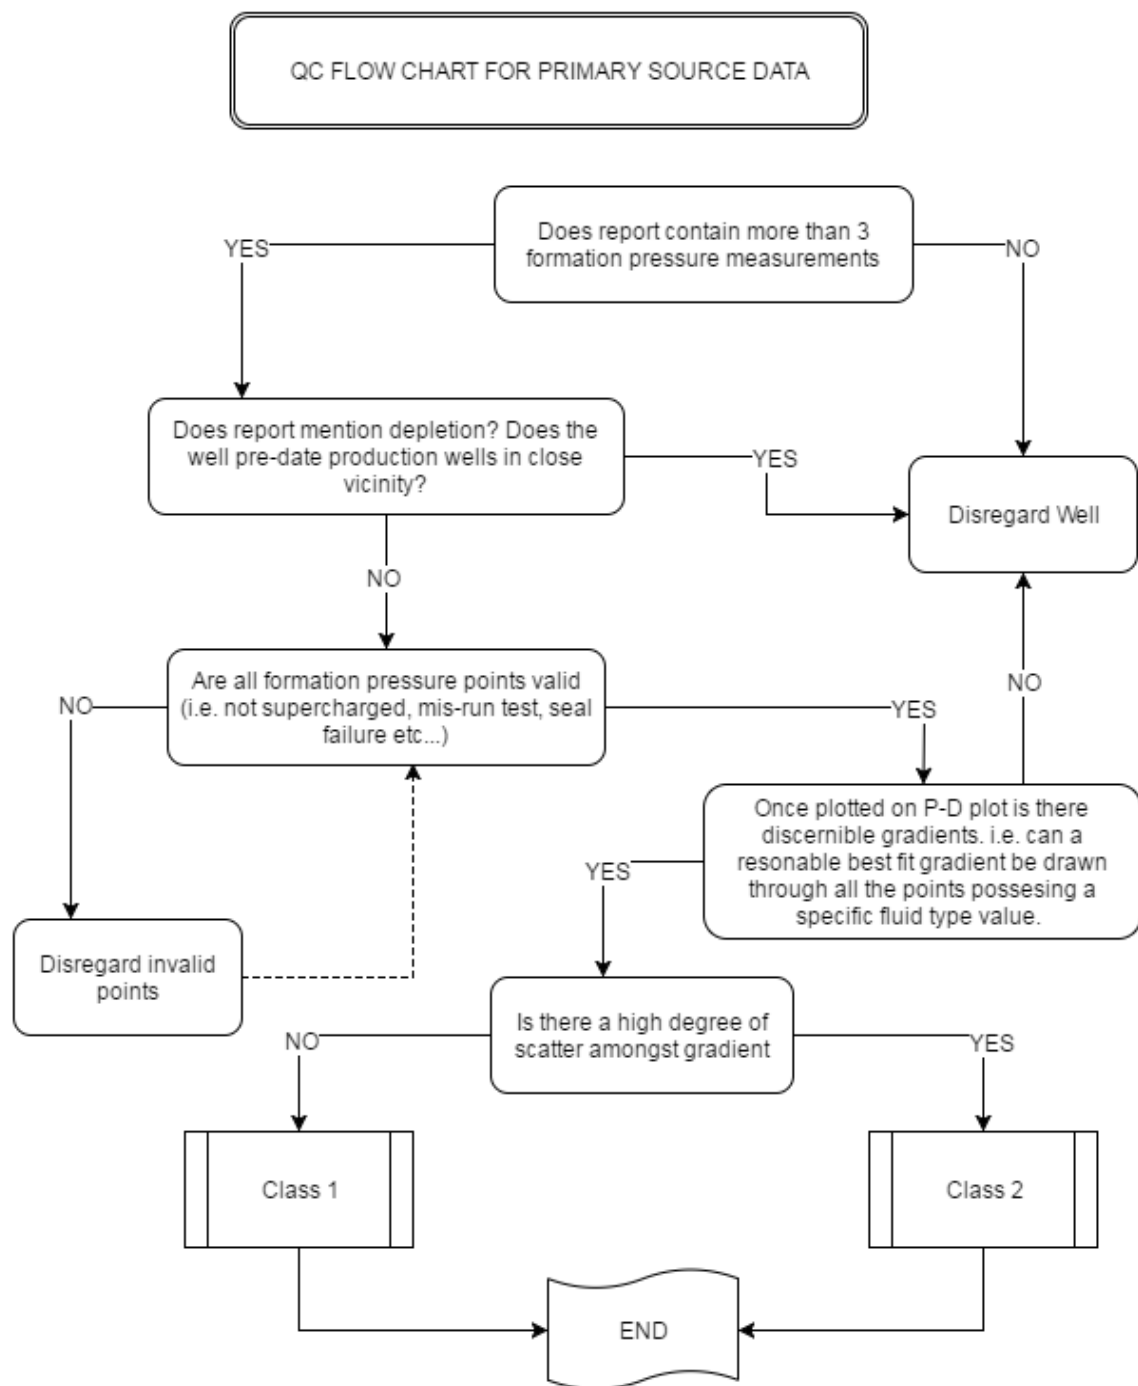 QC FLOW CHART FOR PRIMARY SOURCE DATA
Does report contain more than 3
formation pressure measurements
YES
NO
Does report mention depletion? Does the
well pre-date production wells in close
vicinity?
YES
Disregard Well
NO
Are all formation pressure points valid
(i.e. not supercharged, mis-run test, seal
failure etc...)
NO
YES
NO
Once plotted on P-D plot is there
discernible gradients. i.e. can a
resonable best fit gradient be drawn
through all the points possesing a
specific fluid type value.
YES
Disregard invalid
points
Is there a high degree of
scatter amongst gradient
NO
YES
Class 1
Class 2
END